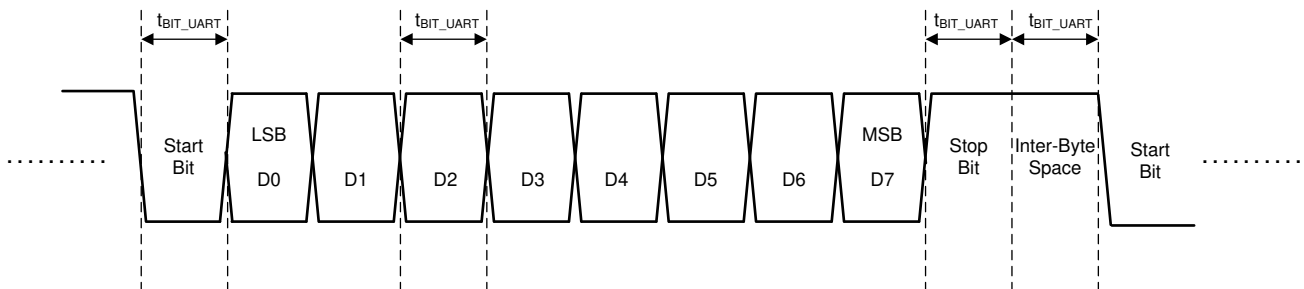 tBIT_UART tBIT_UART tBIT_UART tBIT_UART
LSB MSB
Start Bit
D0 D1 D2 D3 D4 D5 D6 D7
Stop Bit
Inter-Byte Space
Start Bit